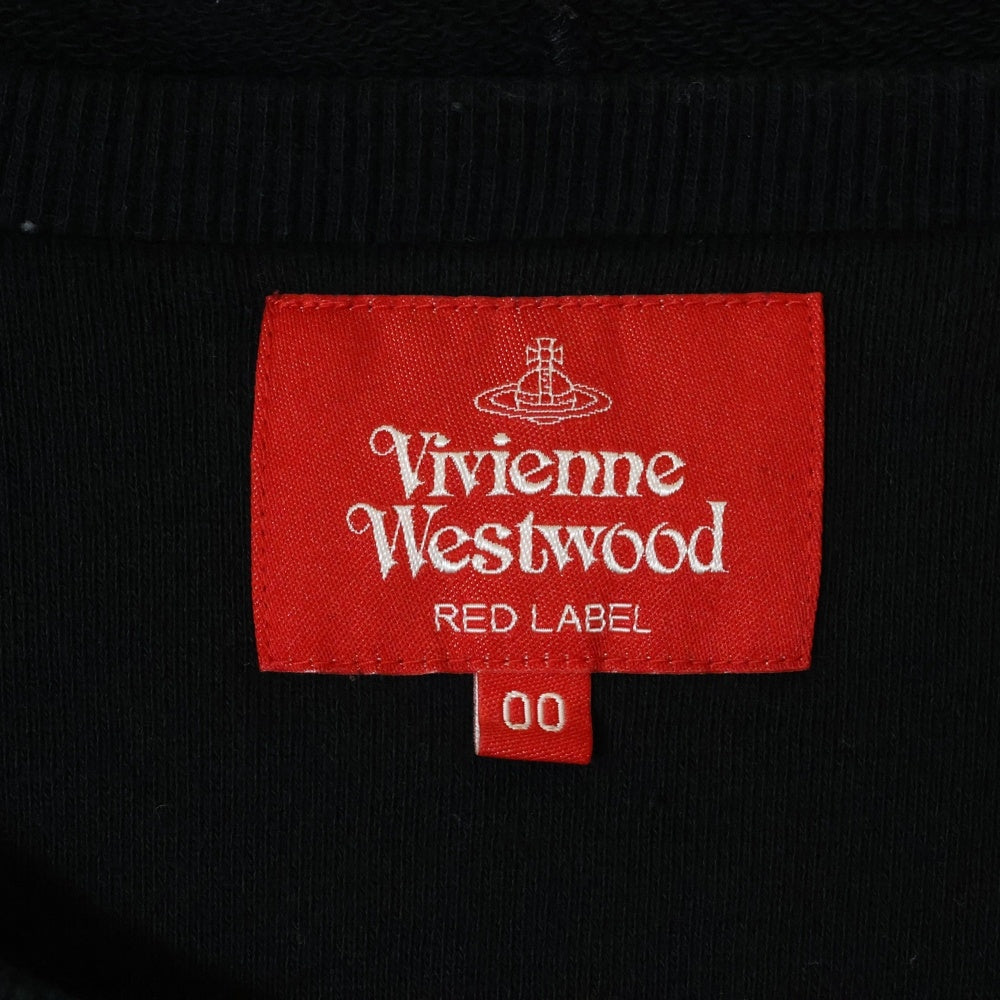 Vivienne
Westwood
RED LABEL
00